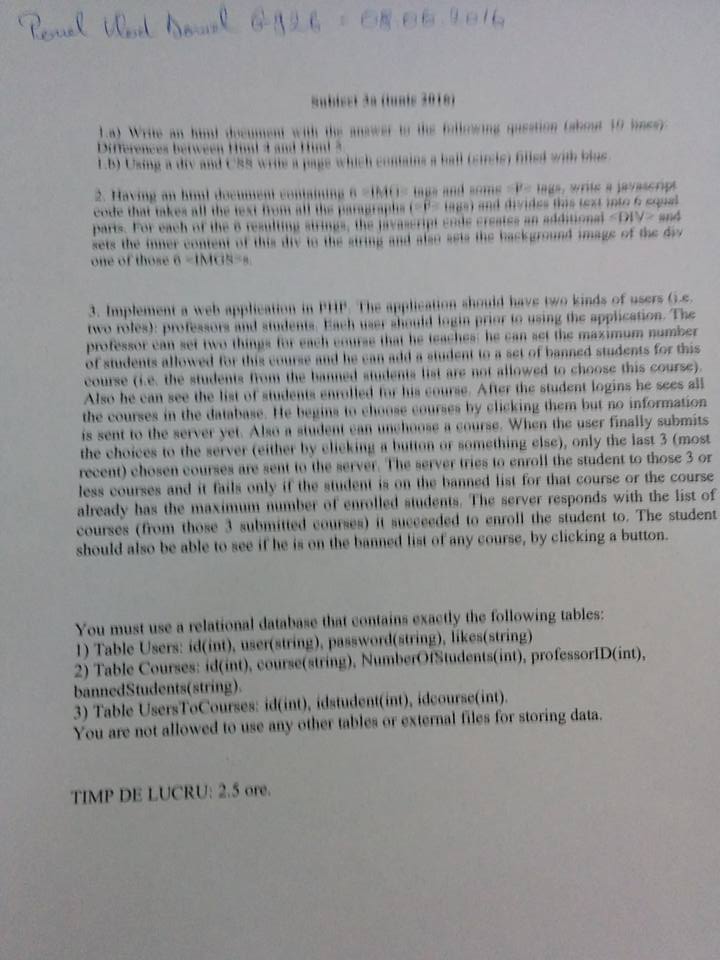 Subiect 3a (Iunie 2016)
1.a) Write an html document with the answer to the following question (about 10 lines):
Differences between Html 4 and Html 5.
1.b) Using a div and CSS write a page which contains a ball (circle) filled with blue.
2. Having an html document containing 6 <IMG> tags and some <P> tags, write a javascript
code that takes all the text from all the paragraphs (<P> tags) and divides this text into 6 equal
parts. For each of the 6 resulting strings, the javascript code creates an additional <DIV> and
sets the inner content of this div to the string and also sets the background image of the div
one of those 6 <IMGS>s.
3. Implement a web application in PHP. The application should have two kinds of users (i.e.
two roles): professors and students. Each user should login prior to using the application. The
professor can set two things for each course that he teaches: he can set the maximum number
of students allowed for this course and he can add a student to a set of banned students for this
course (i.e. the students from the banned students list are not allowed to choose this course).
Also he can see the list of students enrolled for his course. After the student logins he sees all
the courses in the database. He begins to choose courses by clicking them but no information
is sent to the server yet. Also a student can unchoose a course. When the user finally submits
the choices to the server (either by clicking a button or something else), only the last 3 (most
recent) chosen courses are sent to the server. The server tries to enroll the student to those 3 or
less courses and it fails only if the student is on the banned list for that course or the course
already has the maximum number of enrolled students. The server responds with the list of
courses (from those 3 submitted courses) it succeeded to enroll the student to. The student
should also be able to see if he is on the banned list of any course, by clicking a button.
You must use a relational database that contains exactly the following tables:
1) Table Users: id(int), user(string), password(string), likes(string)
2) Table Courses: id(int), course(string), NumberOfStudents(int), professorID(int),
bannedStudents(string).
3) Table UsersToCourses: id(int), idstudent(int), idcourse(int).
You are not allowed to use any other tables or external files for storing data.
TIMP DE LUCRU: 2.5 ore.